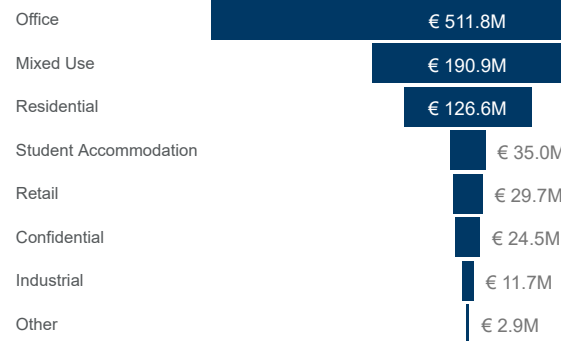 Office € 511.8M
Mixed Use € 190.9M
Residential € 126.6M
Student Accommodation € 35.0M
Retail € 29.7M
Confidential € 24.5M
Industrial € 11.7M
Other € 2.9M